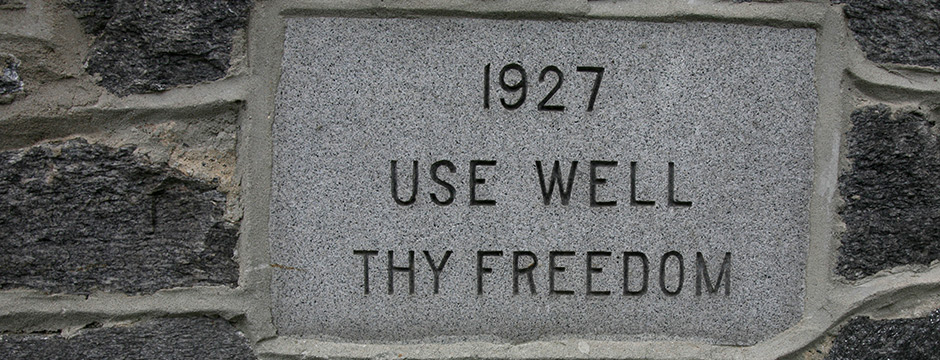 1927
USE WELL
THY FREEDOM